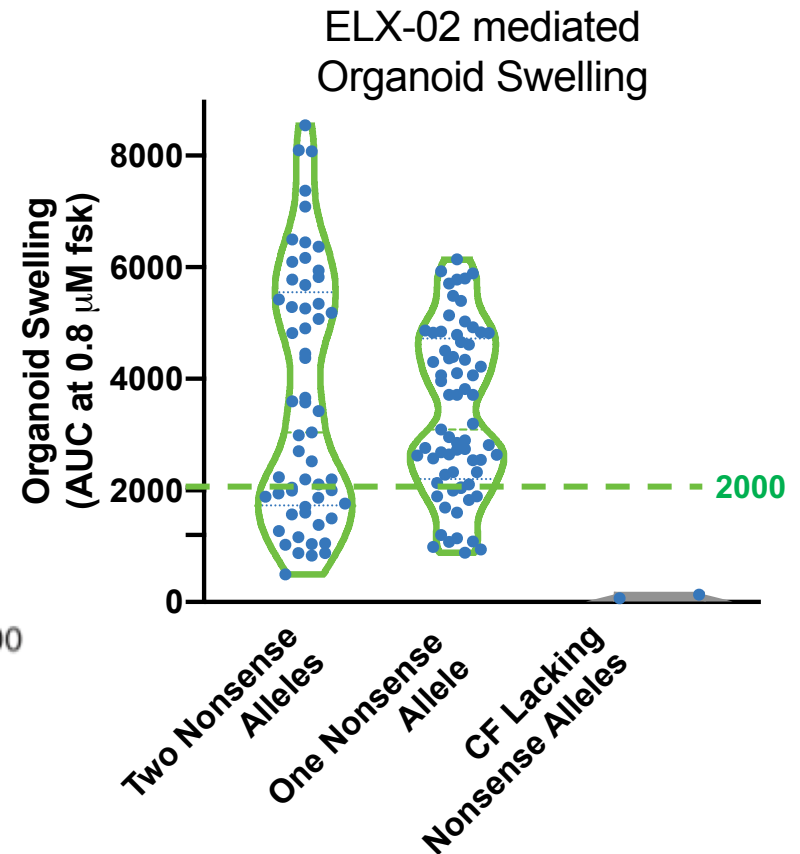 ELX-02 mediated
Organoid Swelling
Organoid Swelling
(AUC at 0.8 μM fsk)
8000
6000
4000
2000
0
2000
Two Nonsense
Alleles
One Nonsense
Allele
CF Lacking
Nonsense Alleles